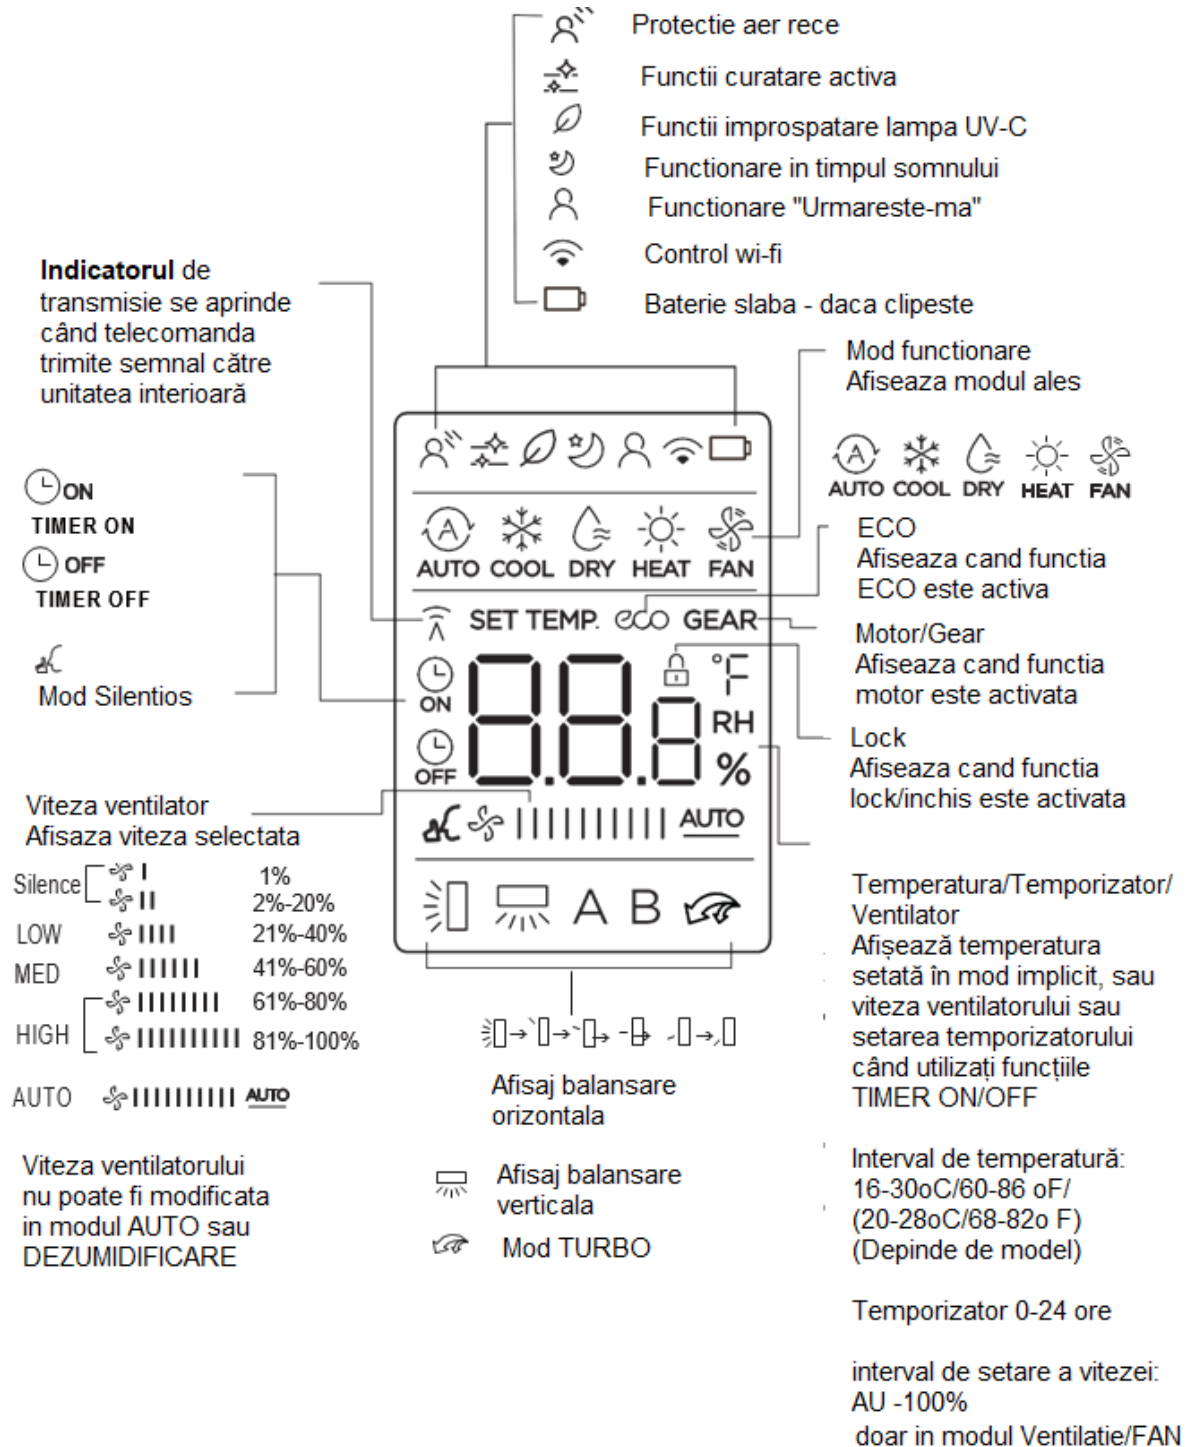 Protectie aer rece
Functii curatare activa
Functii improspatare lampa UV-C
Functionare in timpul somnului
Functionare "Urmareste-ma"
Control wi-fi
Baterie slaba - daca clipeste
Indicatorul de
transmisie se aprinde
când telecomanda
trimite semnal către
unitatea interioară
Mod functionare
Afiseaza modul ales
A
AUTO COOL DRY HEAT FAN
ON
TIMER ON
OFF
TIMER OFF
Mod Silentios
A
AUTO COOL DRY HEAT FAN
SET TEMP. eco GEAR
ON
88.8
°F
RH
OFF
%
AUTO
A B
ECO
Afiseaza cand functia
ECO este activa
Motor/Gear
Afiseaza cand functia
motor este activata
Lock
Afiseaza cand functia
lock/inchis este activata
Viteza ventilator
Afisaza viteza selectata
Silence 1%
2%-20%
LOW 21%-40%
MED 41%-60%
61%-80%
HIGH 81%-100%
AUTO AUTO
Viteza ventilatorului
nu poate fi modificata
in modul AUTO sau
DEZUMIDIFICARE
Afisaj balansare
orizontala
Afisaj balansare
verticala
Mod TURBO
Temperatura/Temporizator/
Ventilator
Afișează temperatura
setată în mod implicit, sau
viteza ventilatorului sau
setarea temporizatorului
când utilizați funcțiile
TIMER ON/OFF
Interval de temperatură:
16-30oC/60-86 oF/
(20-28oC/68-82o F)
(Depinde de model)
Temporizator 0-24 ore
interval de setare a vitezei:
AU -100%
doar in modul Ventilatie/FAN